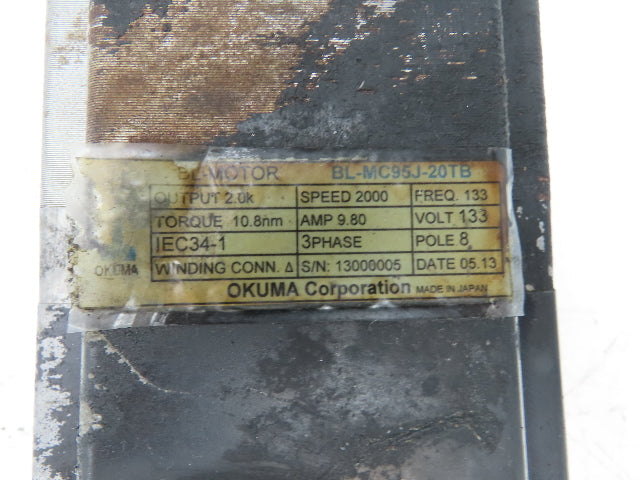 BL-MOTOR BL-MC95J-20TB
OUTPUT 2.0k SPEED 2000 FREQ. 133
TORQUE 10.8nm AMP 9.80 VOLT 133
IEC34-1 3PHASE POLE 8
OKUMA WINDING CONN. Δ S/N: 13000005 DATE 05.13
OKUMA Corporation MADE IN JAPAN